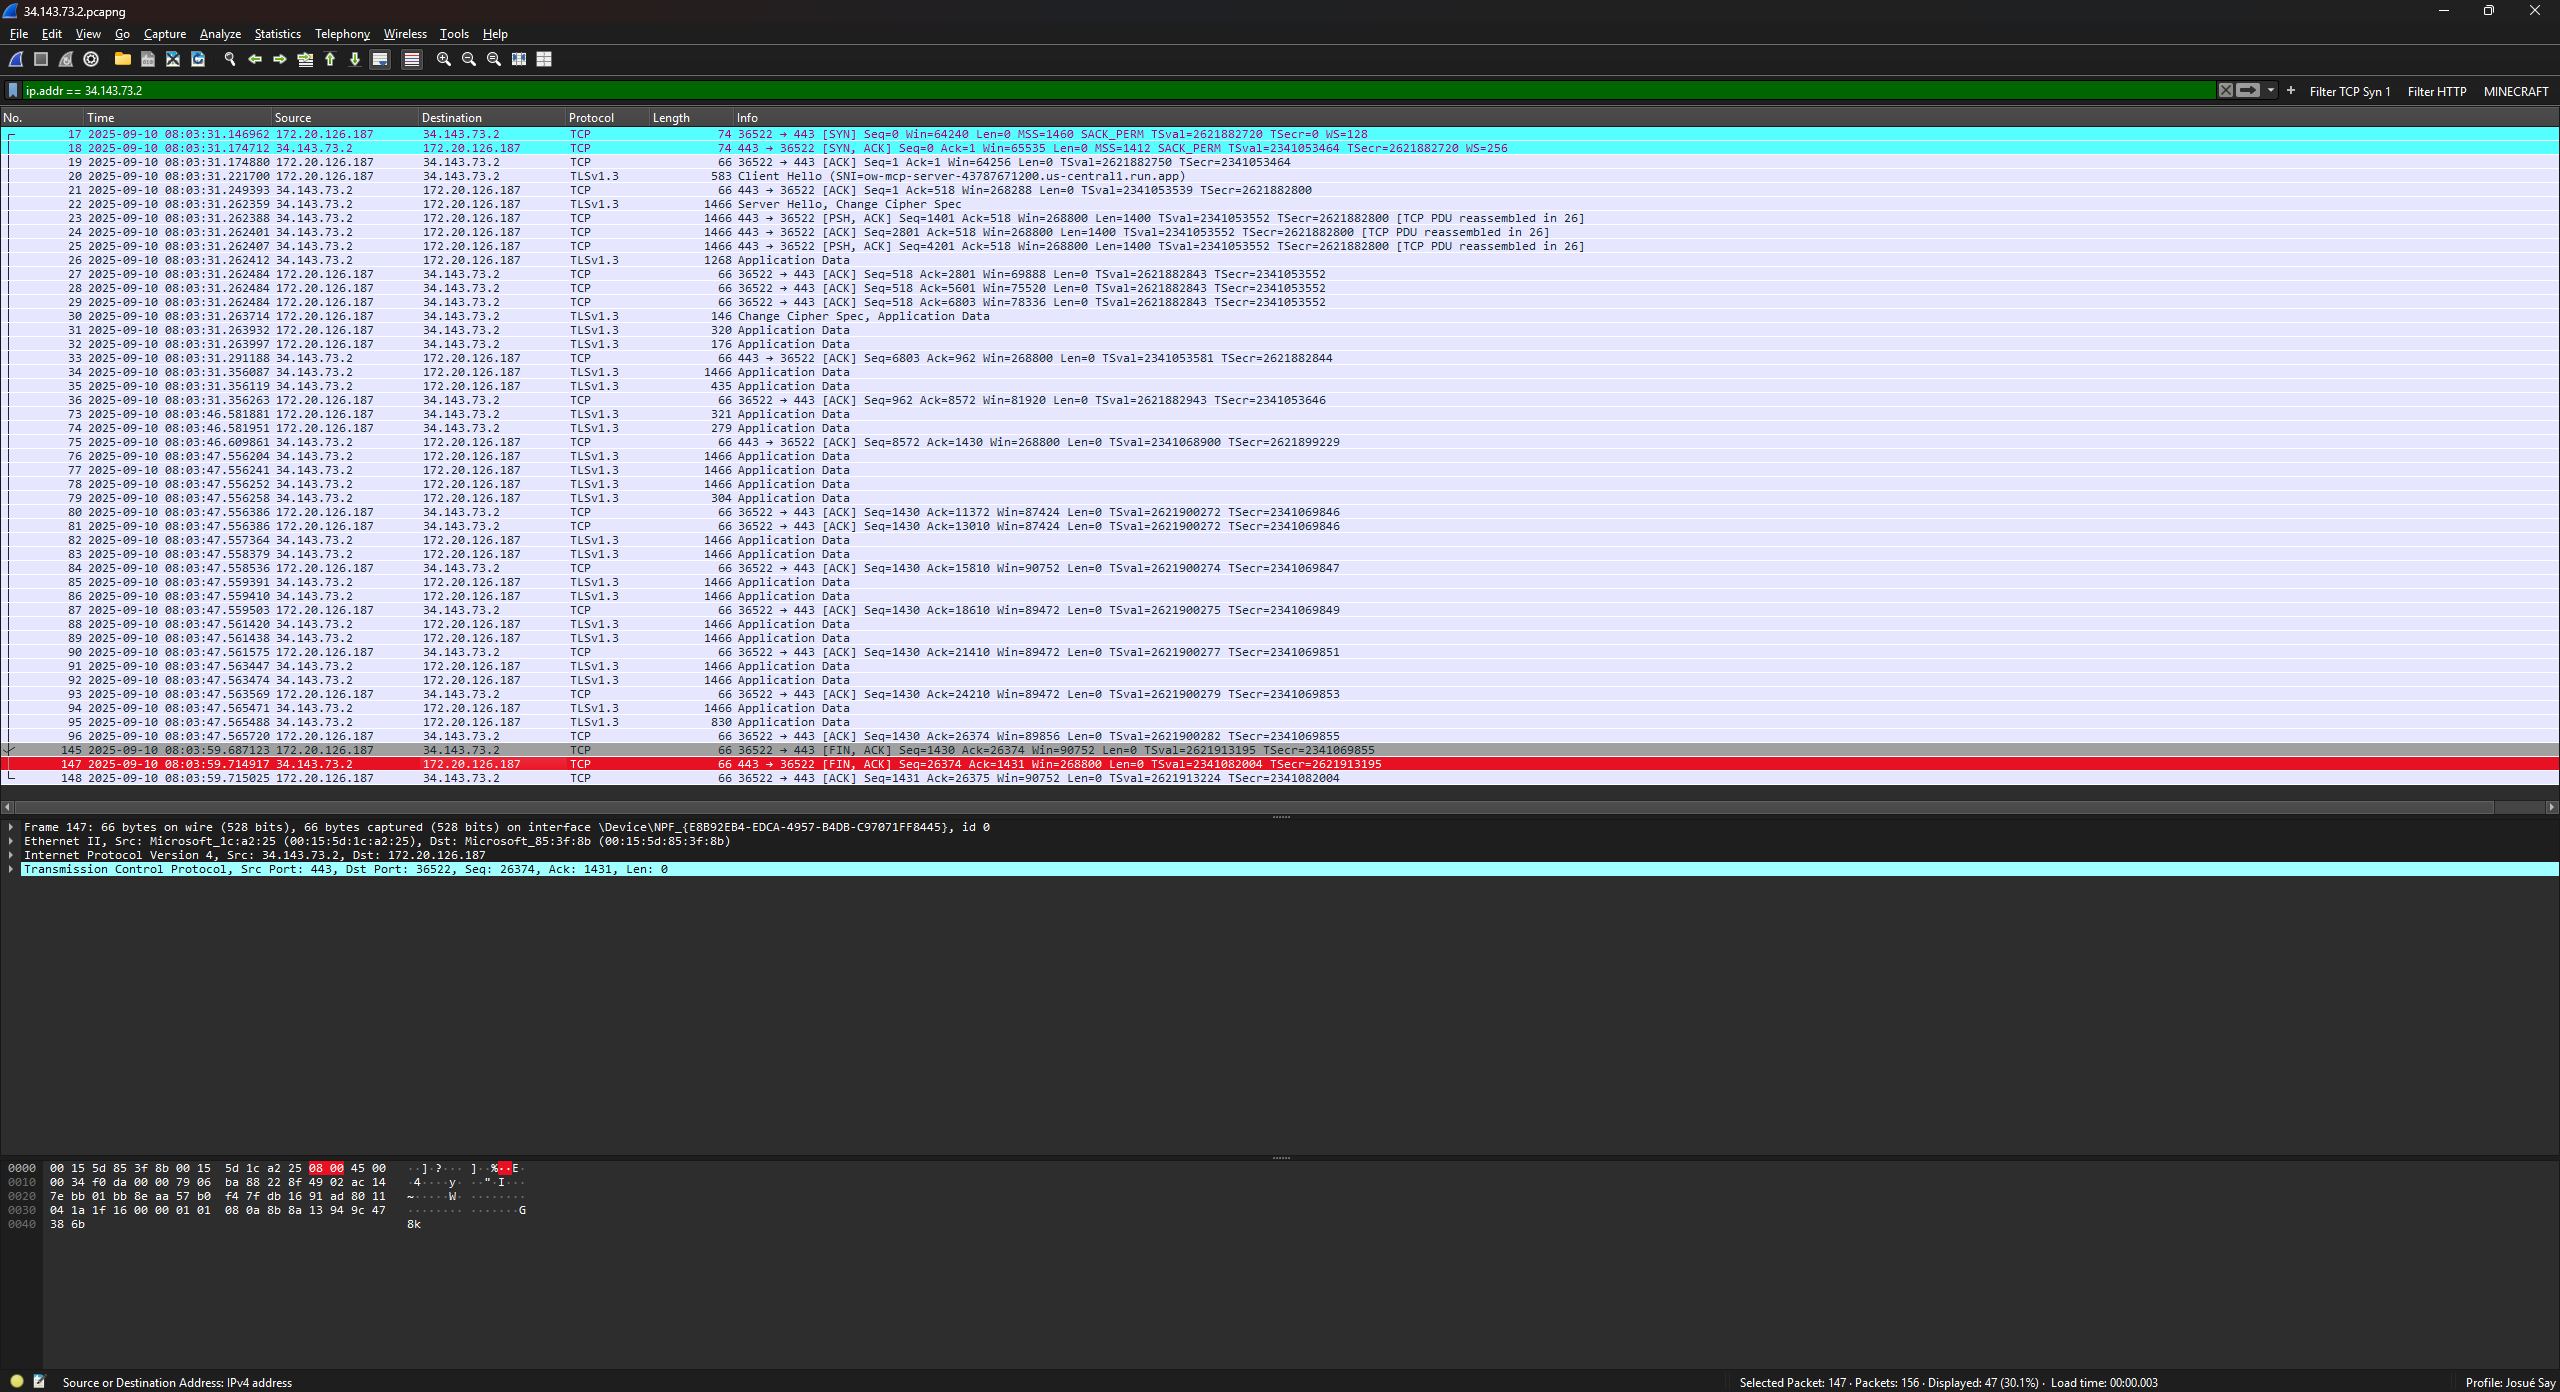 34.143.73.2.pcapng
File Edit View Go Capture Analyze Statistics Telephony Wireless Tools Help
ip.addr == 34.143.73.2 + Filter TCP Syn 1 Filter HTTP MINECRAFT
No. Time Source Destination Protocol Length Info
17 2025-09-10 08:03:31.146962 172.20.126.187 34.143.73.2 TCP 74 36522 → 443 [SYN] Seq=0 Win=64240 Len=0 MSS=1460 SACK_PERM TSval=2621882720 TSecr=0 WS=128
18 2025-09-10 08:03:31.174712 34.143.73.2 172.20.126.187 TCP 74 443 → 36522 [SYN, ACK] Seq=0 Ack=1 Win=65535 Len=0 MSS=1412 SACK_PERM TSval=2341053464 TSecr=2621882720 WS=256
19 2025-09-10 08:03:31.174880 172.20.126.187 34.143.73.2 TCP 66 36522 → 443 [ACK] Seq=1 Ack=1 Win=64256 Len=0 TSval=2621882750 TSecr=2341053464
20 2025-09-10 08:03:31.221700 172.20.126.187 34.143.73.2 TLSv1.3 583 Client Hello (SNI=ow-mcp-server-43787671200.us-central1.run.app)
21 2025-09-10 08:03:31.249393 34.143.73.2 172.20.126.187 TCP 66 443 → 36522 [ACK] Seq=1 Ack=518 Win=268288 Len=0 TSval=2341053539 TSecr=2621882800
22 2025-09-10 08:03:31.262359 34.143.73.2 172.20.126.187 TLSv1.3 1466 Server Hello, Change Cipher Spec
23 2025-09-10 08:03:31.262388 34.143.73.2 172.20.126.187 TCP 1466 443 → 36522 [PSH, ACK] Seq=1401 Ack=518 Win=268800 Len=1400 TSval=2341053552 TSecr=2621882800 [TCP PDU reassembled in 26]
24 2025-09-10 08:03:31.262401 34.143.73.2 172.20.126.187 TCP 1466 443 → 36522 [ACK] Seq=2801 Ack=518 Win=268800 Len=1400 TSval=2341053552 TSecr=2621882800 [TCP PDU reassembled in 26]
25 2025-09-10 08:03:31.262407 34.143.73.2 172.20.126.187 TCP 1466 443 → 36522 [PSH, ACK] Seq=4201 Ack=518 Win=268800 Len=1400 TSval=2341053552 TSecr=2621882800 [TCP PDU reassembled in 26]
26 2025-09-10 08:03:31.262412 34.143.73.2 172.20.126.187 TLSv1.3 1268 Application Data
27 2025-09-10 08:03:31.262484 172.20.126.187 34.143.73.2 TCP 66 36522 → 443 [ACK] Seq=518 Ack=2801 Win=69888 Len=0 TSval=2621882843 TSecr=2341053552
28 2025-09-10 08:03:31.262484 172.20.126.187 34.143.73.2 TCP 66 36522 → 443 [ACK] Seq=518 Ack=5601 Win=75520 Len=0 TSval=2621882843 TSecr=2341053552
29 2025-09-10 08:03:31.262484 172.20.126.187 34.143.73.2 TCP 66 36522 → 443 [ACK] Seq=518 Ack=6803 Win=78336 Len=0 TSval=2621882843 TSecr=2341053552
30 2025-09-10 08:03:31.263714 172.20.126.187 34.143.73.2 TLSv1.3 146 Change Cipher Spec, Application Data
31 2025-09-10 08:03:31.263932 172.20.126.187 34.143.73.2 TLSv1.3 320 Application Data
32 2025-09-10 08:03:31.263997 172.20.126.187 34.143.73.2 TLSv1.3 176 Application Data
33 2025-09-10 08:03:31.291188 34.143.73.2 172.20.126.187 TCP 66 443 → 36522 [ACK] Seq=6803 Ack=962 Win=268800 Len=0 TSval=2341053581 TSecr=2621882844
34 2025-09-10 08:03:31.356087 34.143.73.2 172.20.126.187 TLSv1.3 1466 Application Data
35 2025-09-10 08:03:31.356119 34.143.73.2 172.20.126.187 TLSv1.3 435 Application Data
36 2025-09-10 08:03:31.356263 172.20.126.187 34.143.73.2 TCP 66 36522 → 443 [ACK] Seq=962 Ack=8572 Win=81920 Len=0 TSval=2621882943 TSecr=2341053646
73 2025-09-10 08:03:46.581881 172.20.126.187 34.143.73.2 TLSv1.3 321 Application Data
74 2025-09-10 08:03:46.581951 172.20.126.187 34.143.73.2 TLSv1.3 279 Application Data
75 2025-09-10 08:03:46.609861 34.143.73.2 172.20.126.187 TCP 66 443 → 36522 [ACK] Seq=8572 Ack=1430 Win=268800 Len=0 TSval=2341068900 TSecr=2621899229
76 2025-09-10 08:03:47.556204 34.143.73.2 172.20.126.187 TLSv1.3 1466 Application Data
77 2025-09-10 08:03:47.556241 34.143.73.2 172.20.126.187 TLSv1.3 1466 Application Data
78 2025-09-10 08:03:47.556252 34.143.73.2 172.20.126.187 TLSv1.3 1466 Application Data
79 2025-09-10 08:03:47.556258 34.143.73.2 172.20.126.187 TLSv1.3 304 Application Data
80 2025-09-10 08:03:47.556386 172.20.126.187 34.143.73.2 TCP 66 36522 → 443 [ACK] Seq=1430 Ack=11372 Win=87424 Len=0 TSval=2621900272 TSecr=2341069846
81 2025-09-10 08:03:47.556386 172.20.126.187 34.143.73.2 TCP 66 36522 → 443 [ACK] Seq=1430 Ack=13010 Win=87424 Len=0 TSval=2621900272 TSecr=2341069846
82 2025-09-10 08:03:47.557364 34.143.73.2 172.20.126.187 TLSv1.3 1466 Application Data
83 2025-09-10 08:03:47.558379 34.143.73.2 172.20.126.187 TLSv1.3 1466 Application Data
84 2025-09-10 08:03:47.558536 172.20.126.187 34.143.73.2 TCP 66 36522 → 443 [ACK] Seq=1430 Ack=15810 Win=90752 Len=0 TSval=2621900274 TSecr=2341069847
85 2025-09-10 08:03:47.559391 34.143.73.2 172.20.126.187 TLSv1.3 1466 Application Data
86 2025-09-10 08:03:47.559410 34.143.73.2 172.20.126.187 TLSv1.3 1466 Application Data
87 2025-09-10 08:03:47.559503 172.20.126.187 34.143.73.2 TCP 66 36522 → 443 [ACK] Seq=1430 Ack=18610 Win=89472 Len=0 TSval=2621900275 TSecr=2341069849
88 2025-09-10 08:03:47.561420 34.143.73.2 172.20.126.187 TLSv1.3 1466 Application Data
89 2025-09-10 08:03:47.561438 34.143.73.2 172.20.126.187 TLSv1.3 1466 Application Data
90 2025-09-10 08:03:47.561575 172.20.126.187 34.143.73.2 TCP 66 36522 → 443 [ACK] Seq=1430 Ack=21410 Win=89472 Len=0 TSval=2621900277 TSecr=2341069851
91 2025-09-10 08:03:47.563447 34.143.73.2 172.20.126.187 TLSv1.3 1466 Application Data
92 2025-09-10 08:03:47.563474 34.143.73.2 172.20.126.187 TLSv1.3 1466 Application Data
93 2025-09-10 08:03:47.563569 172.20.126.187 34.143.73.2 TCP 66 36522 → 443 [ACK] Seq=1430 Ack=24210 Win=89472 Len=0 TSval=2621900279 TSecr=2341069853
94 2025-09-10 08:03:47.565471 34.143.73.2 172.20.126.187 TLSv1.3 1466 Application Data
95 2025-09-10 08:03:47.565488 34.143.73.2 172.20.126.187 TLSv1.3 830 Application Data
96 2025-09-10 08:03:47.565720 172.20.126.187 34.143.73.2 TCP 66 36522 → 443 [ACK] Seq=1430 Ack=26374 Win=89856 Len=0 TSval=2621900282 TSecr=2341069855
145 2025-09-10 08:03:59.687123 172.20.126.187 34.143.73.2 TCP 66 36522 → 443 [FIN, ACK] Seq=1430 Ack=26374 Win=90752 Len=0 TSval=2621913195 TSecr=2341069855
147 2025-09-10 08:03:59.714917 34.143.73.2 172.20.126.187 TCP 66 443 → 36522 [FIN, ACK] Seq=26374 Ack=1431 Win=268800 Len=0 TSval=2341082004 TSecr=2621913195
148 2025-09-10 08:03:59.715025 172.20.126.187 34.143.73.2 TCP 66 36522 → 443 [ACK] Seq=1431 Ack=26375 Win=90752 Len=0 TSval=2621913224 TSecr=2341082004
Frame 147: 66 bytes on wire (528 bits), 66 bytes captured (528 bits) on interface \Device\NPF_{E8B92EB4-EDCA-4957-B4DB-C97071FF8445}, id 0
Ethernet II, Src: Microsoft_1c:a2:25 (00:15:5d:1c:a2:25), Dst: Microsoft_85:3f:8b (00:15:5d:85:3f:8b)
Internet Protocol Version 4, Src: 34.143.73.2, Dst: 172.20.126.187
Transmission Control Protocol, Src Port: 443, Dst Port: 36522, Seq: 26374, Ack: 1431, Len: 0
0000 00 15 5d 85 3f 8b 00 15 5d 1c a2 25 08 00 45 00 ··]·?··· ]··%··E·
0010 00 34 f0 da 00 00 79 06 ba 88 22 8f 49 02 ac 14 ·4····y· ··"·I···
0020 7e bb 01 bb 8e aa 57 b0 f4 7f db 16 91 ad 80 11 ~·····W· ········
0030 04 1a 1f 16 00 00 01 01 08 0a 8b 8a 13 94 9c 47 ········ ·······G
0040 38 6b 8k
Source or Destination Address: IPv4 address Selected Packet: 147 · Packets: 156 · Displayed: 47 (30.1%) · Load time: 00:00.003 Profile: Josué Say